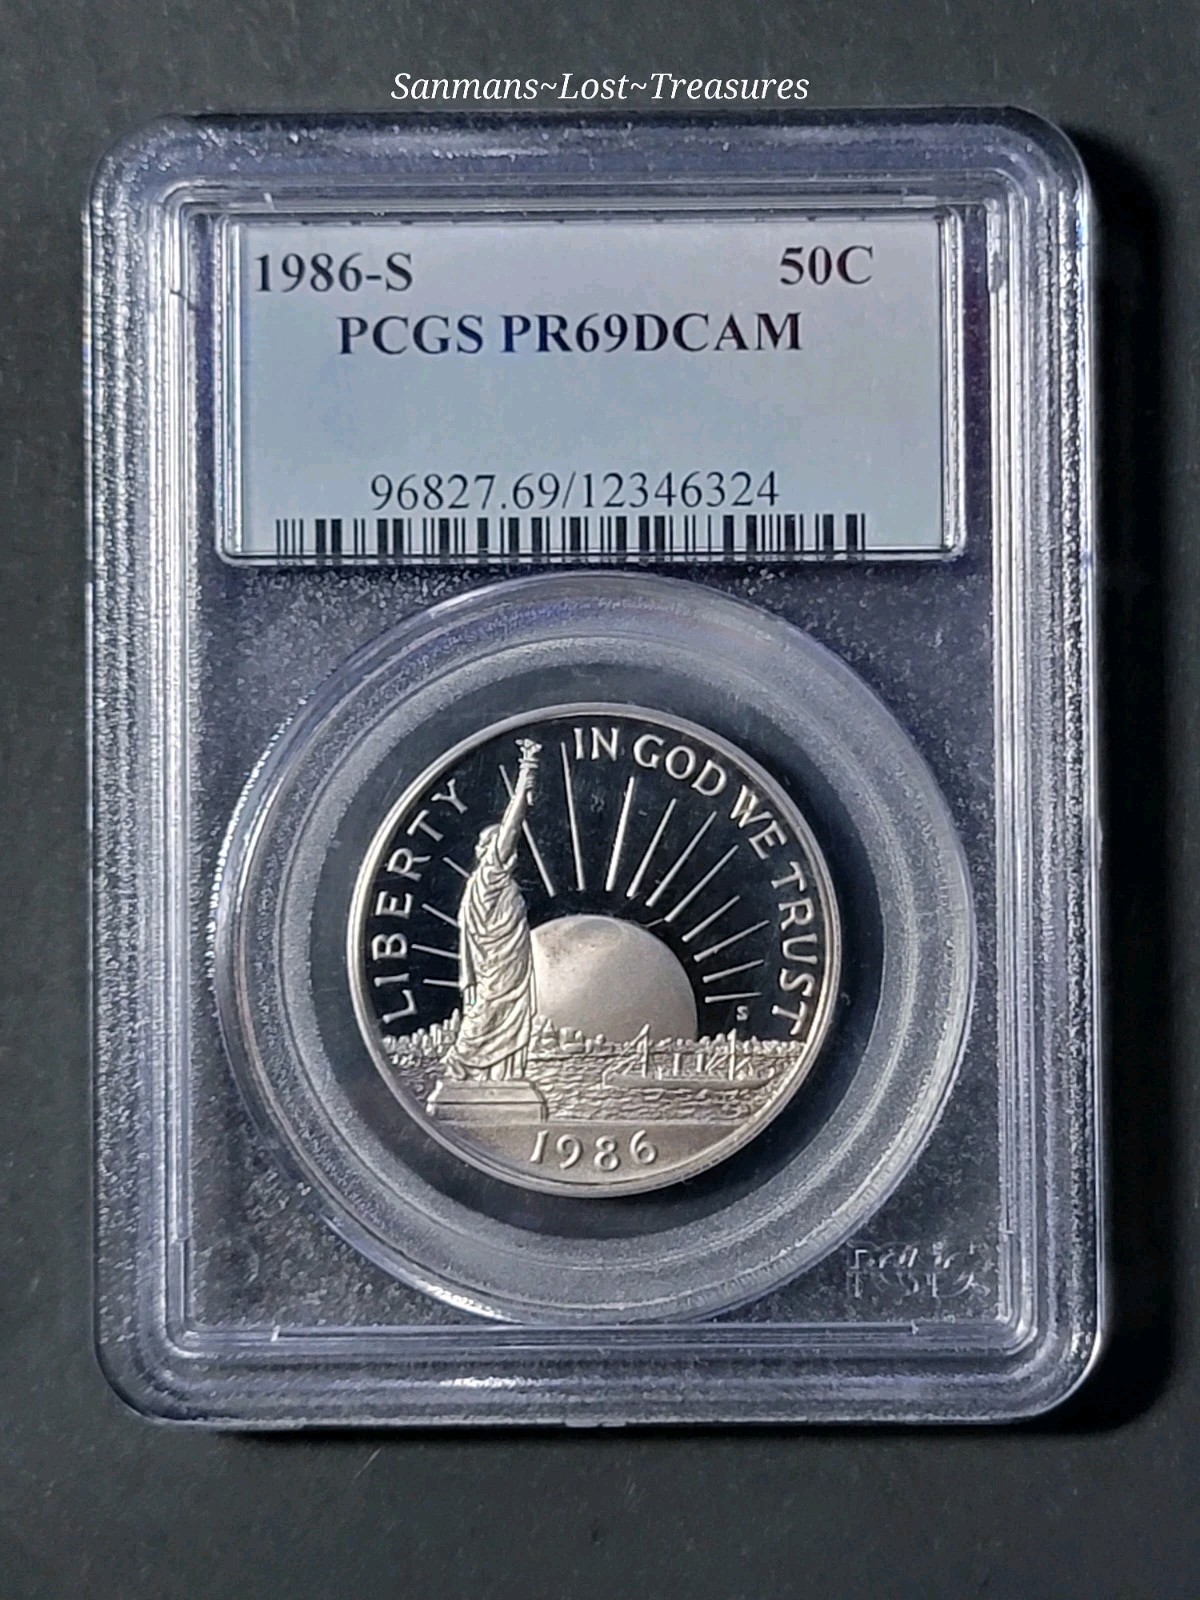 Sanmans~Lost~Treasures
1986-S 50C
PCGS PR69DCAM
96827.69/12346324
LIBERTY
IN GOD WE TRUST
S
1986
PCGS